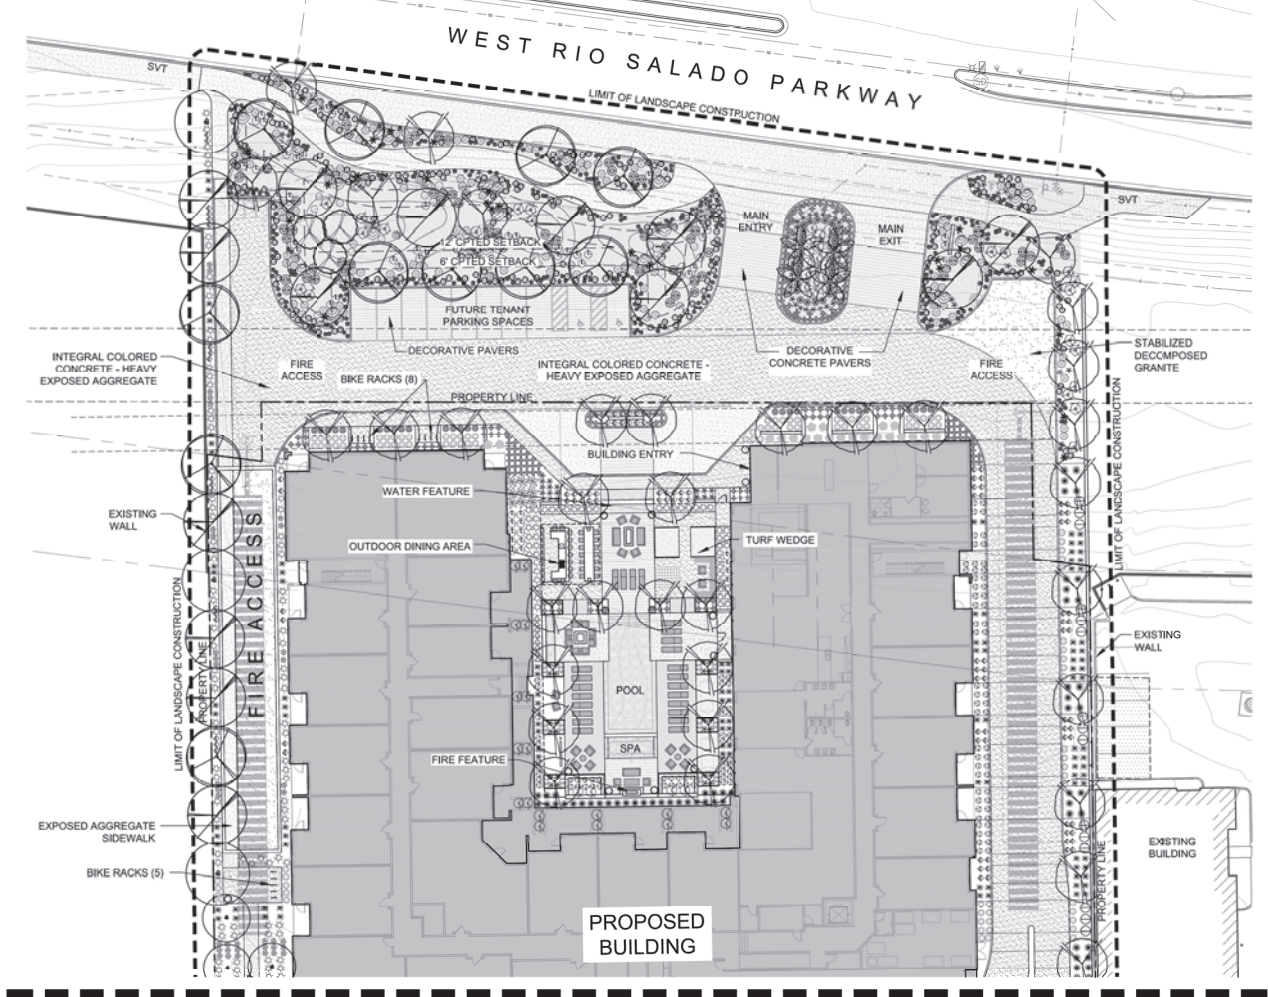 WEST RIO SALADO PARKWAY
SVT
LIMIT OF LANDSCAPE CONSTRUCTION
SVT
MAIN
ENTRY
MAIN
EXIT
12' CPTED SETBACK
6' CPTED SETBACK
FUTURE TENANT
PARKING SPACES
DECORATIVE PAVERS
INTEGRAL COLORED
CONCRETE - HEAVY
EXPOSED AGGREGATE
FIRE
ACCESS
BIKE RACKS (8)
INTEGRAL COLORED CONCRETE -
HEAVY EXPOSED AGGREGATE
DECORATIVE
CONCRETE PAVERS
FIRE
ACCESS
STABILIZED
DECOMPOSED
GRANITE
PROPERTY LINE
BUILDING ENTRY
WATER FEATURE
EXISTING
WALL
OUTDOOR DINING AREA
TURF WEDGE
LIMIT OF LANDSCAPE CONSTRUCTION
FIRE ACCESS
LIMIT OF LANDSCAPE CONSTRUCTION
PROPERTY LINE
EXISTING
WALL
POOL
SPA
FIRE FEATURE
EXPOSED AGGREGATE
SIDEWALK
EXISTING
BUILDING
BIKE RACKS (5)
PROPERTY LINE
PROPOSED
BUILDING